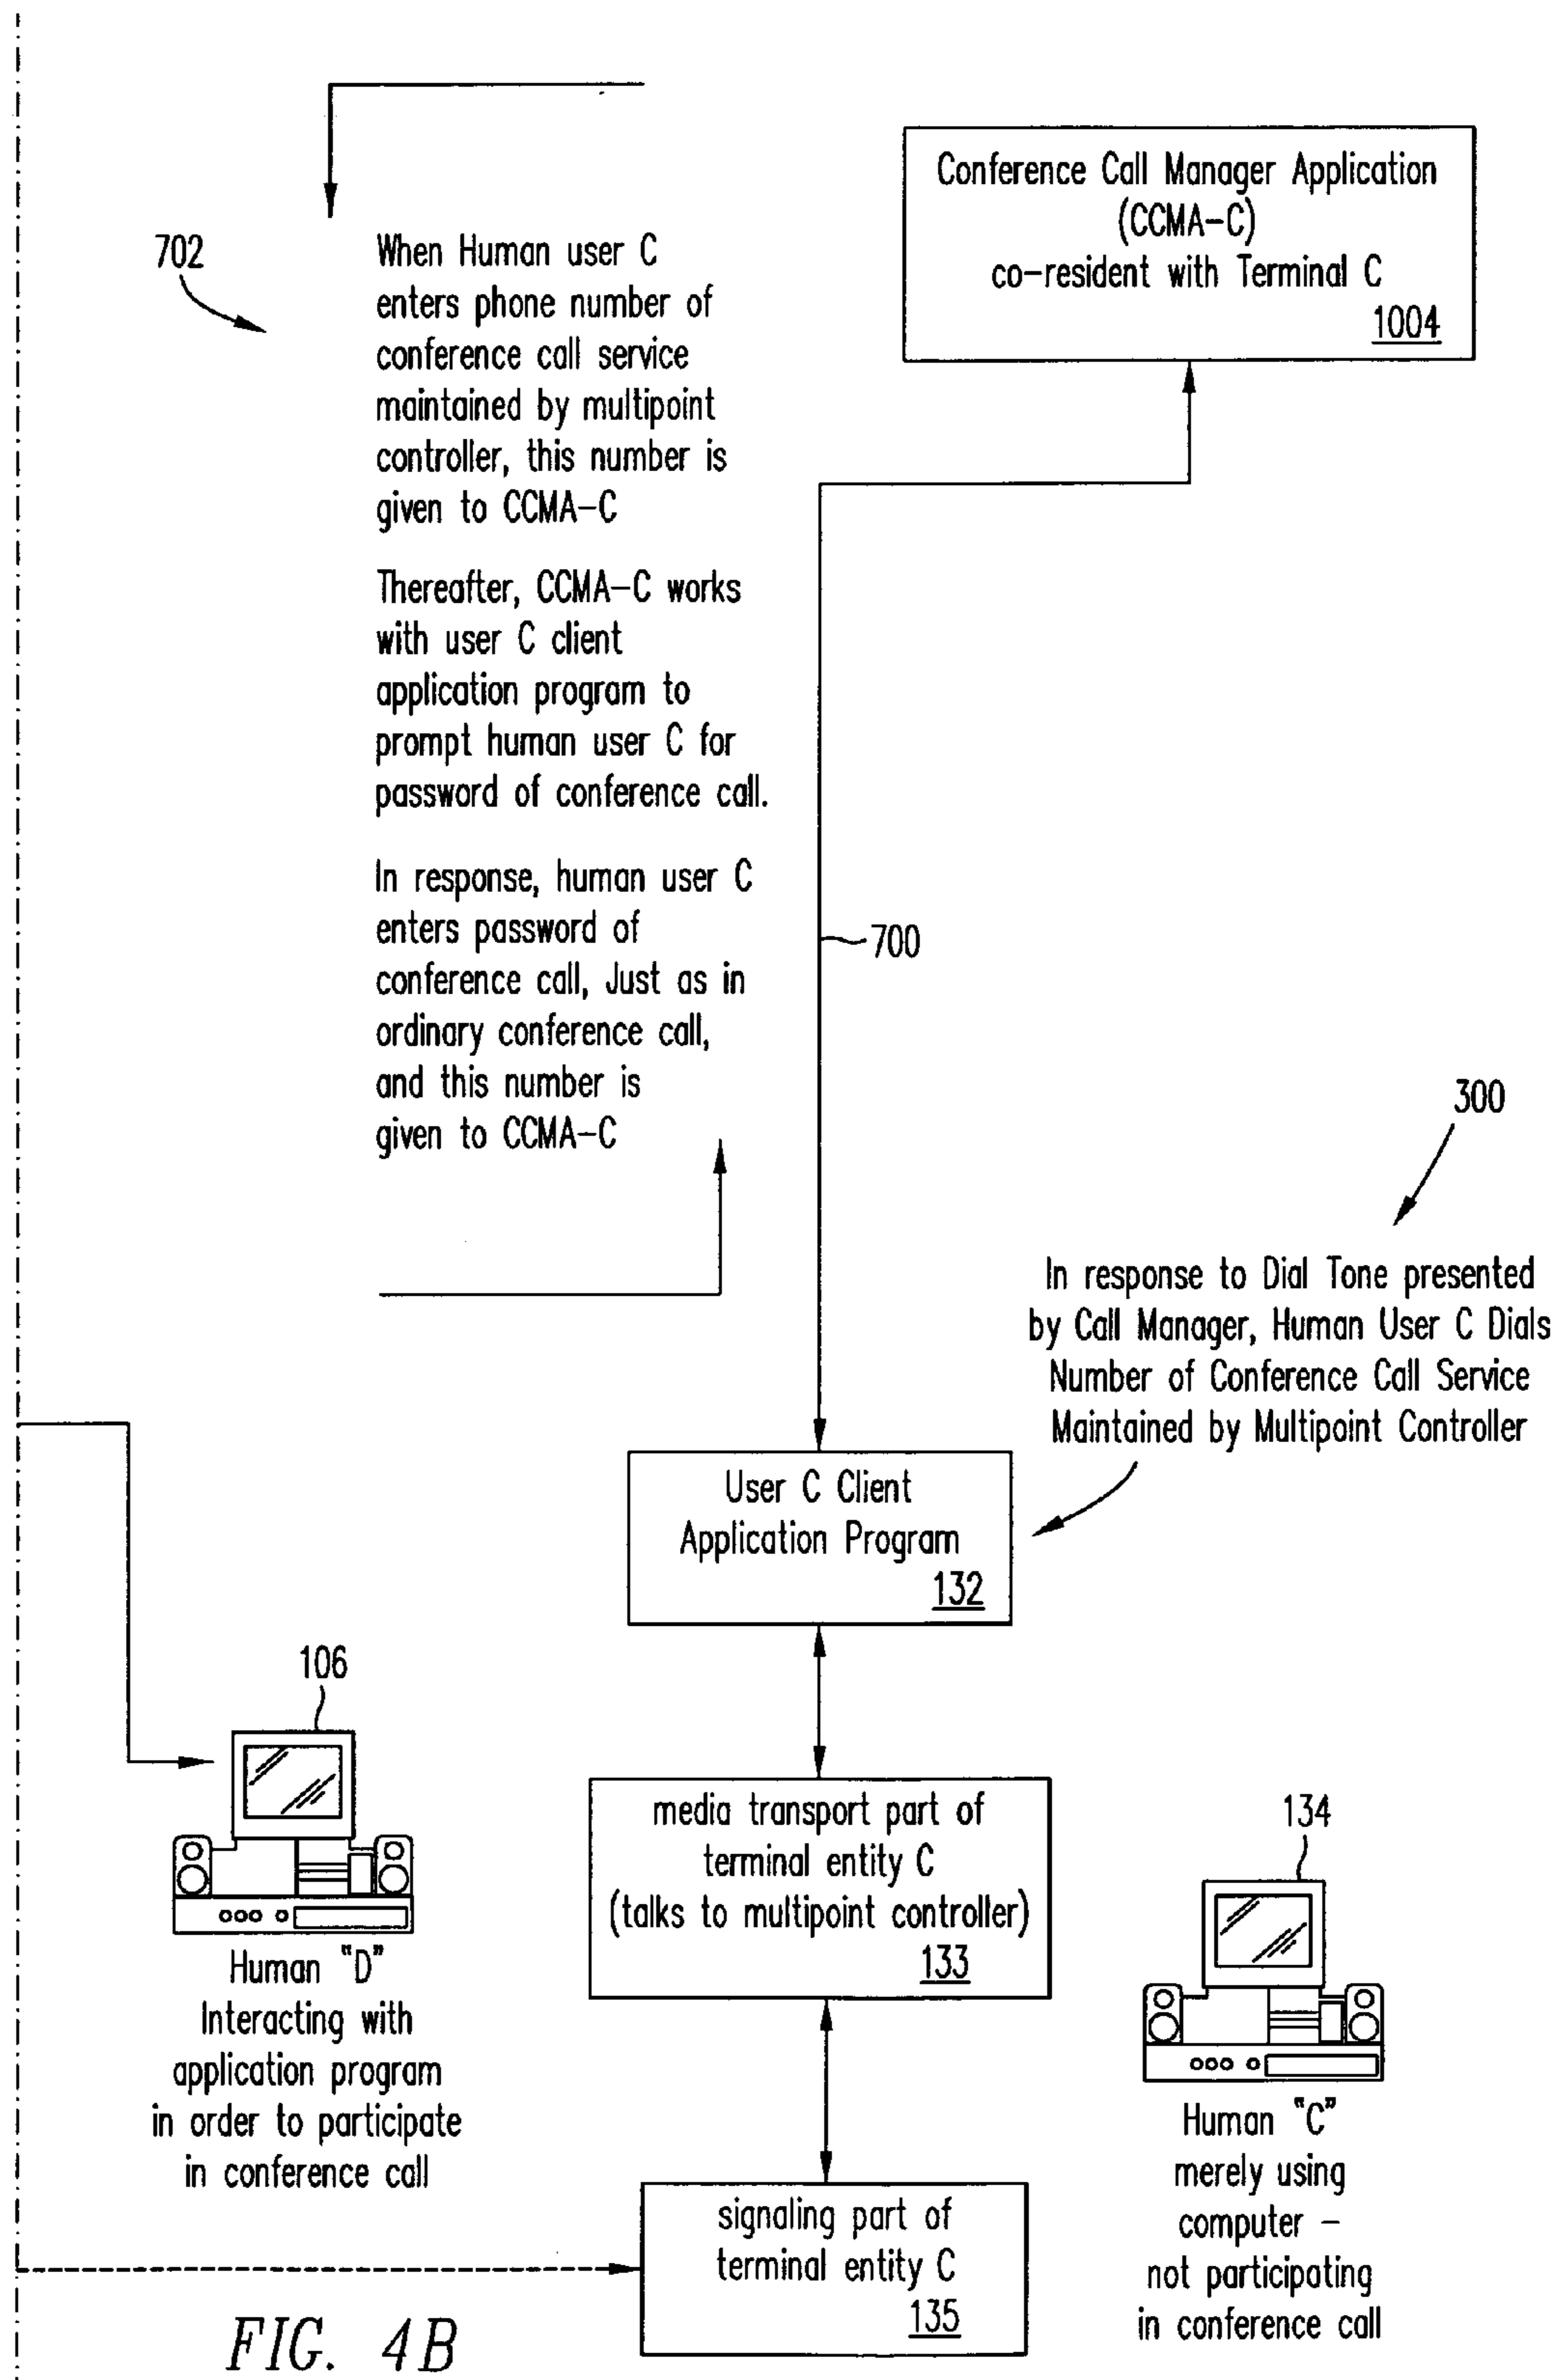 Conference Call Manager Application
(CCMA-C)
co-resident with Terminal C
1004
702
When Human user C
enters phone number of
conference call service
maintained by multipoint
controller, this number is
given to CCMA-C
Thereafter, CCMA-C works
with user C client
application program to
prompt human user C for
password of conference call.
In response, human user C
enters password of
conference call, Just as in
ordinary conference call,
and this number is
given to CCMA-C
700
300
In response to Dial Tone presented
by Call Manager, Human User C Dials
Number of Conference Call Service
Maintained by Multipoint Controller
User C Client
Application Program
132
106
Human "D"
Interacting with
application program
in order to participate
in conference call
media transport part of
terminal entity C
(talks to multipoint controller)
133
134
Human "C"
merely using
computer -
not participating
in conference call
signaling part of
terminal entity C
135
FIG. 4B